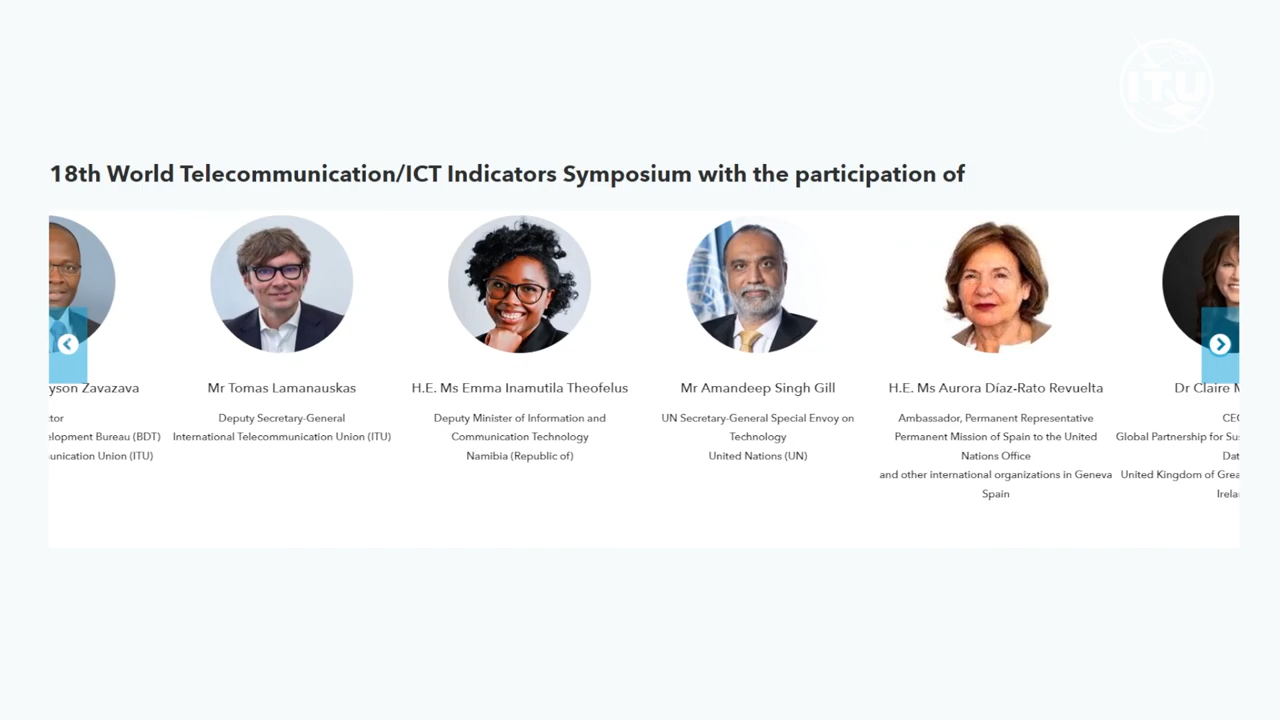 ITU
18th World Telecommunication/ICT Indicators Symposium with the participation of
yson Zavazava
tor
elopment Bureau (BDT)
unication Union (ITU)
Mr Tomas Lamanauskas
Deputy Secretary-General
International Telecommunication Union (ITU)
H.E. Ms Emma Inamutila Theofelus
Deputy Minister of Information and
Communication Technology
Namibia (Republic of)
Mr Amandeep Singh Gill
UN Secretary-General Special Envoy on
Technology
United Nations (UN)
H.E. Ms Aurora Díaz-Rato Revuelta
Ambassador, Permanent Representative
Permanent Mission of Spain to the United
Nations Office
and other international organizations in Geneva
Spain
Dr Claire M
CEO
Global Partnership for Sus
Dat
United Kingdom of Grea
Irela